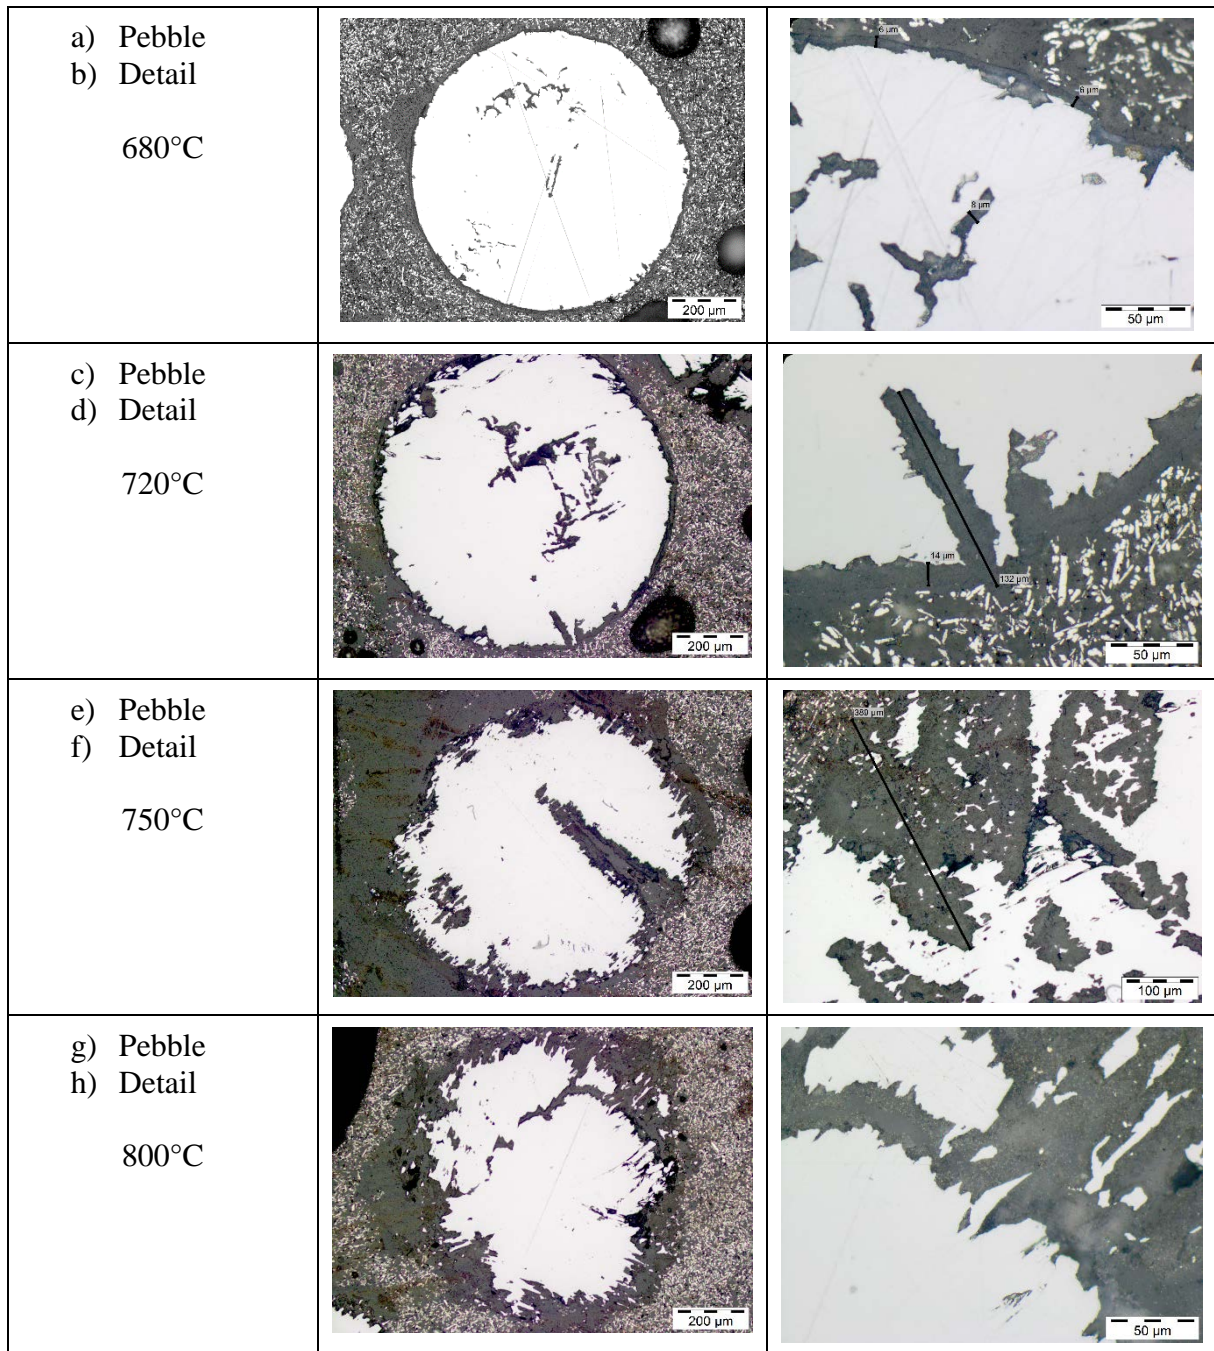 a) Pebble
b) Detail
680°C
200 µm
6 µm
6 µm
8 µm
50 µm
c) Pebble
d) Detail
720°C
200 µm
14 µm
132 µm
50 µm
e) Pebble
f) Detail
750°C
200 µm
380 µm
100 µm
g) Pebble
h) Detail
800°C
200 µm
50 µm